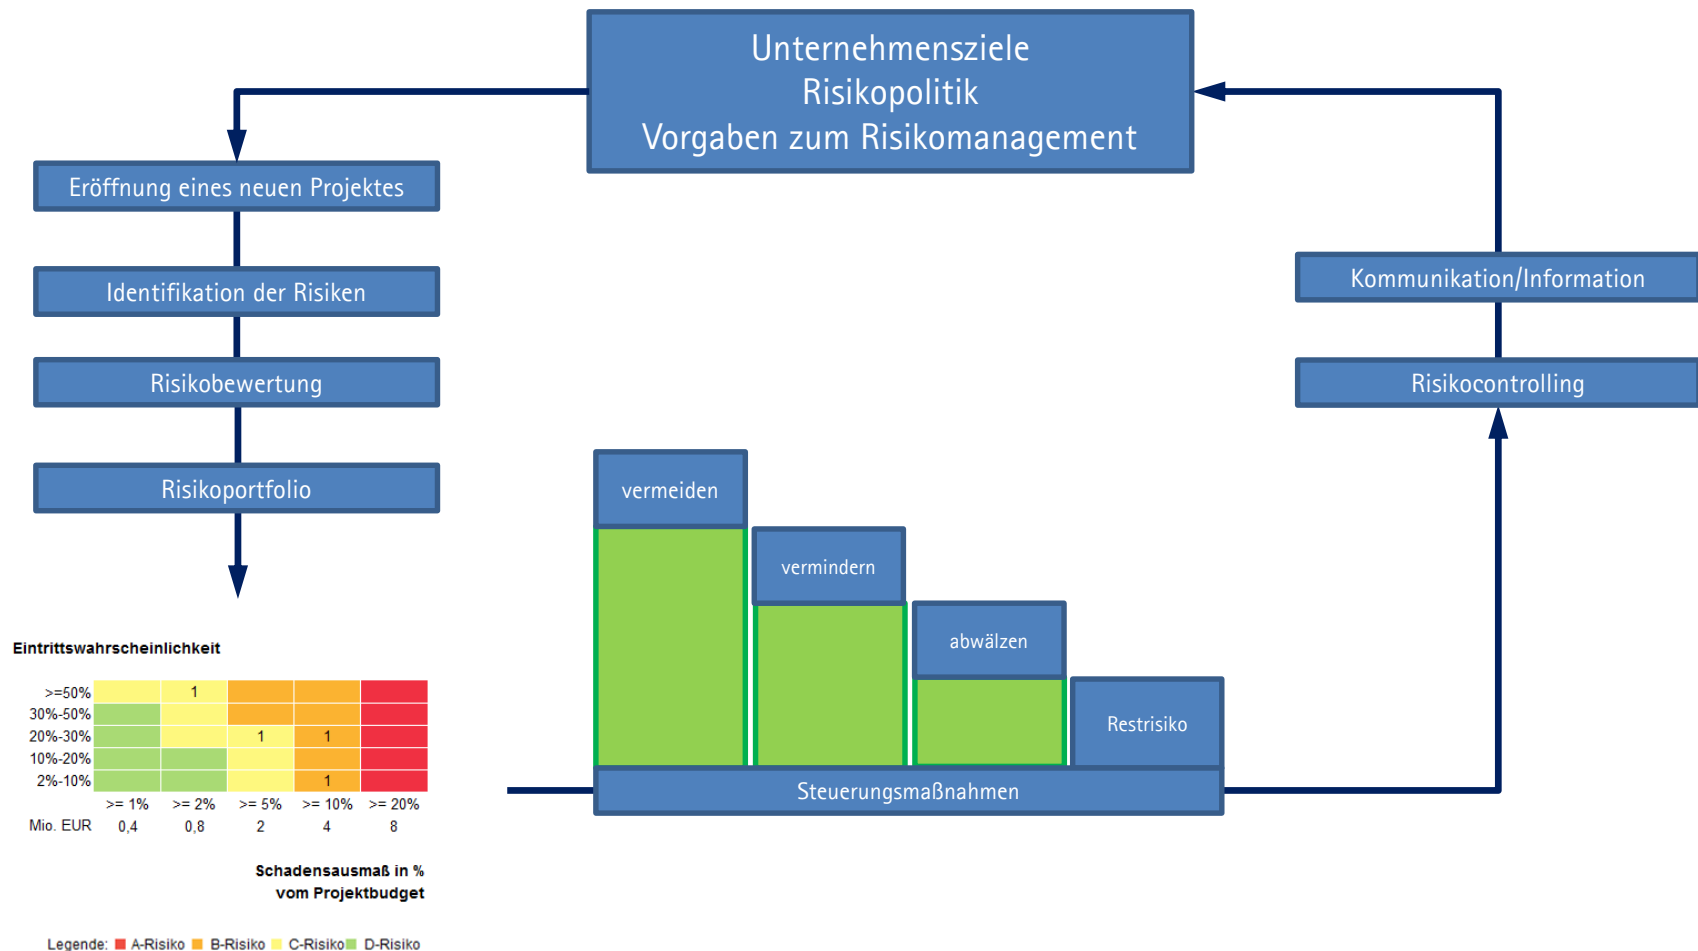 Unternehmensziele
Risikopolitik
Vorgaben zum Risikomanagement
Eröffnung eines neuen Projektes
Identifikation der Risiken
Risikobewertung
Risikoportfolio
Kommunikation/Information
Risikocontrolling
vermeiden
vermindern
abwälzen
Restrisiko
Steuerungsmaßnahmen
Eintrittswahrscheinlichkeit
>=50% 1
30%-50%
20%-30% 1 1
10%-20%
2%-10% 1
>= 1% >= 2% >= 5% >= 10% >= 20%
Mio. EUR 0,4 0,8 2 4 8
Schadensausmaß in %
vom Projektbudget
Legende: A-Risiko B-Risiko C-Risiko D-Risiko